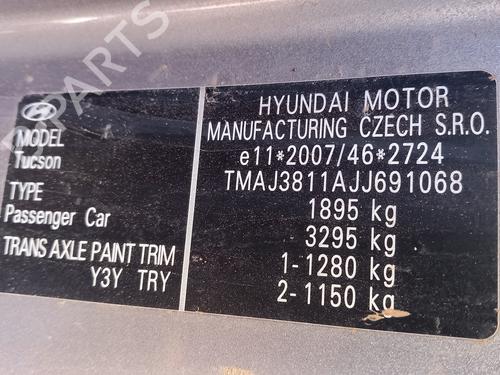 MODEL
Tucson
TYPE
Passenger Car
TRANS AXLE PAINT TRIM
Y3Y TRY
HYUNDAI MOTOR
MANUFACTURING CZECH S.R.O.
e11*2007/46*2724
TMAJ3811AJJ691068
1895 kg
3295 kg
1-1280 kg
2-1150 kg